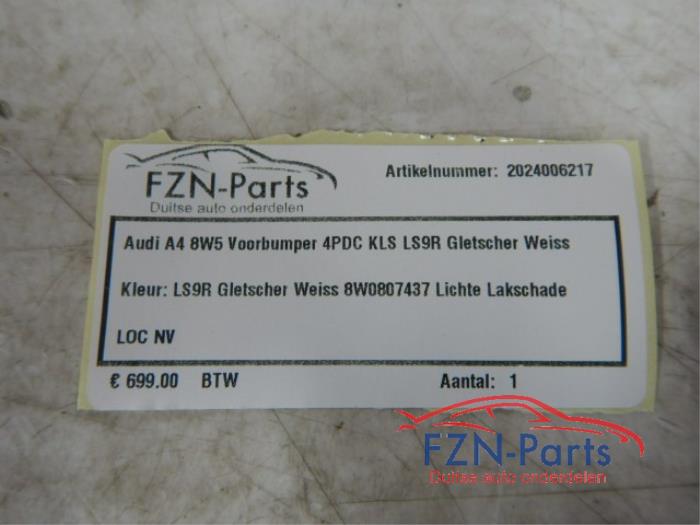 FZN-Parts
Duitse auto onderdelen
Artikelnummer: 2024006217
Audi A4 8W5 Voorbumper 4PDC KLS LS9R Gletscher Weiss
Kleur: LS9R Gletscher Weiss 8W0807437 Lichte Lakschade
LOC NV
€ 699.00 BTW Aantal: 1
FZN-Parts
Duitse auto onderdelen